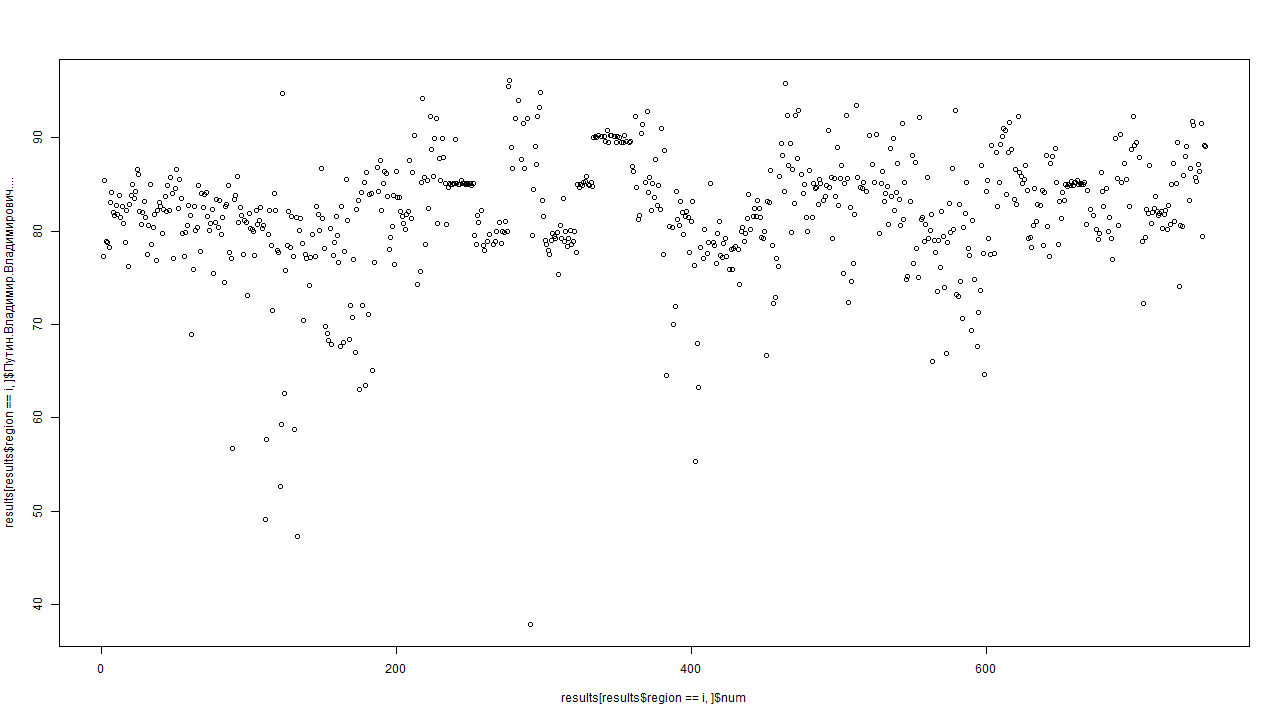 results[results$region == i, ]$Путин.Владимир.Владимирович....
90
80
70
60
50
40
0 200 400 600
results[results$region == i, ]$num